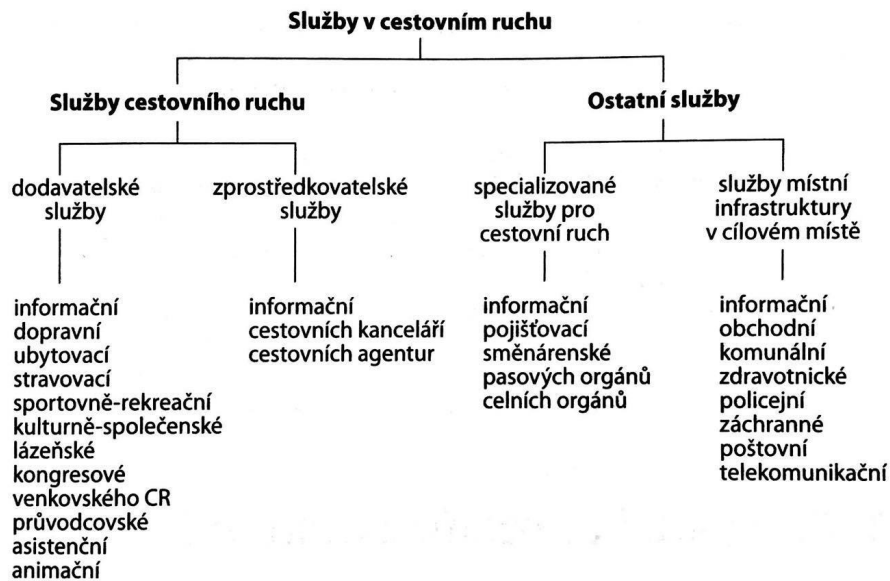 Služby v cestovním ruchu
Služby cestovního ruchu
Ostatní služby
dodavatelské
služby
zprostředkovatelské
služby
specializované
služby pro
cestovní ruch
služby místní
infrastruktury
v cílovém místě
informační
dopravní
ubytovací
stravovací
sportovně-rekreační
kulturně-společenské
lázeňské
kongresové
venkovského CR
průvodcovské
asistenční
animační
informační
cestovních kanceláří
cestovních agentur
informační
pojišťovací
směnárenské
pasových orgánů
celních orgánů
informační
obchodní
komunální
zdravotnické
policejní
záchranné
poštovní
telekomunikační